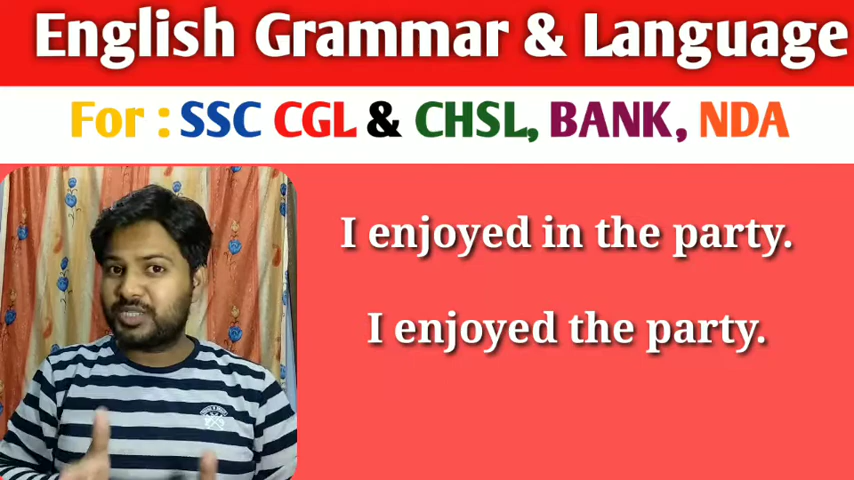 English Grammar & Language
For : SSC CGL & CHSL, BANK, NDA
I enjoyed in the party.
I enjoyed the party.